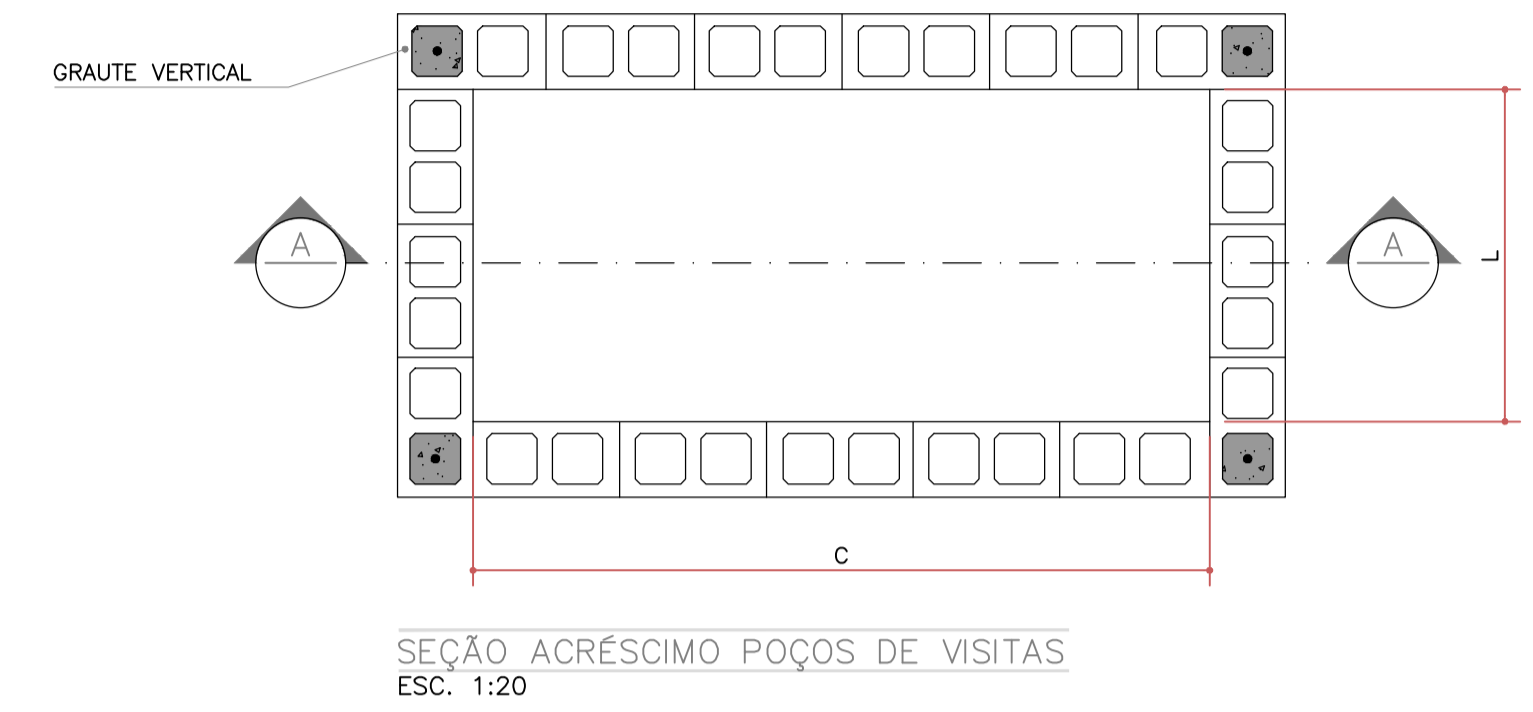 GRAUTE VERTICAL
A
A
L
C
SEÇÃO ACRÉSCIMO POÇOS DE VISITAS
ESC. 1:20